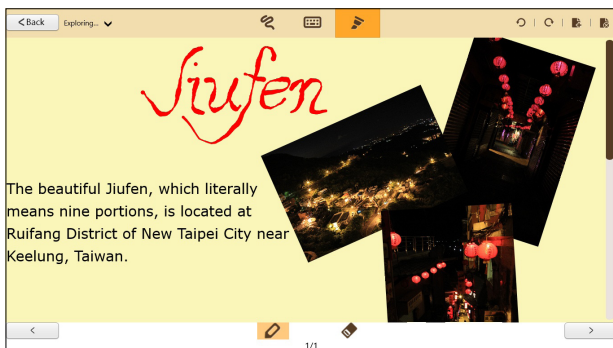 Back
Exploring...
Jiufen
The beautiful Jiufen, which literally
means nine portions, is located at
Ruifang District of New Taipei City near
Keelung, Taiwan.
1/1